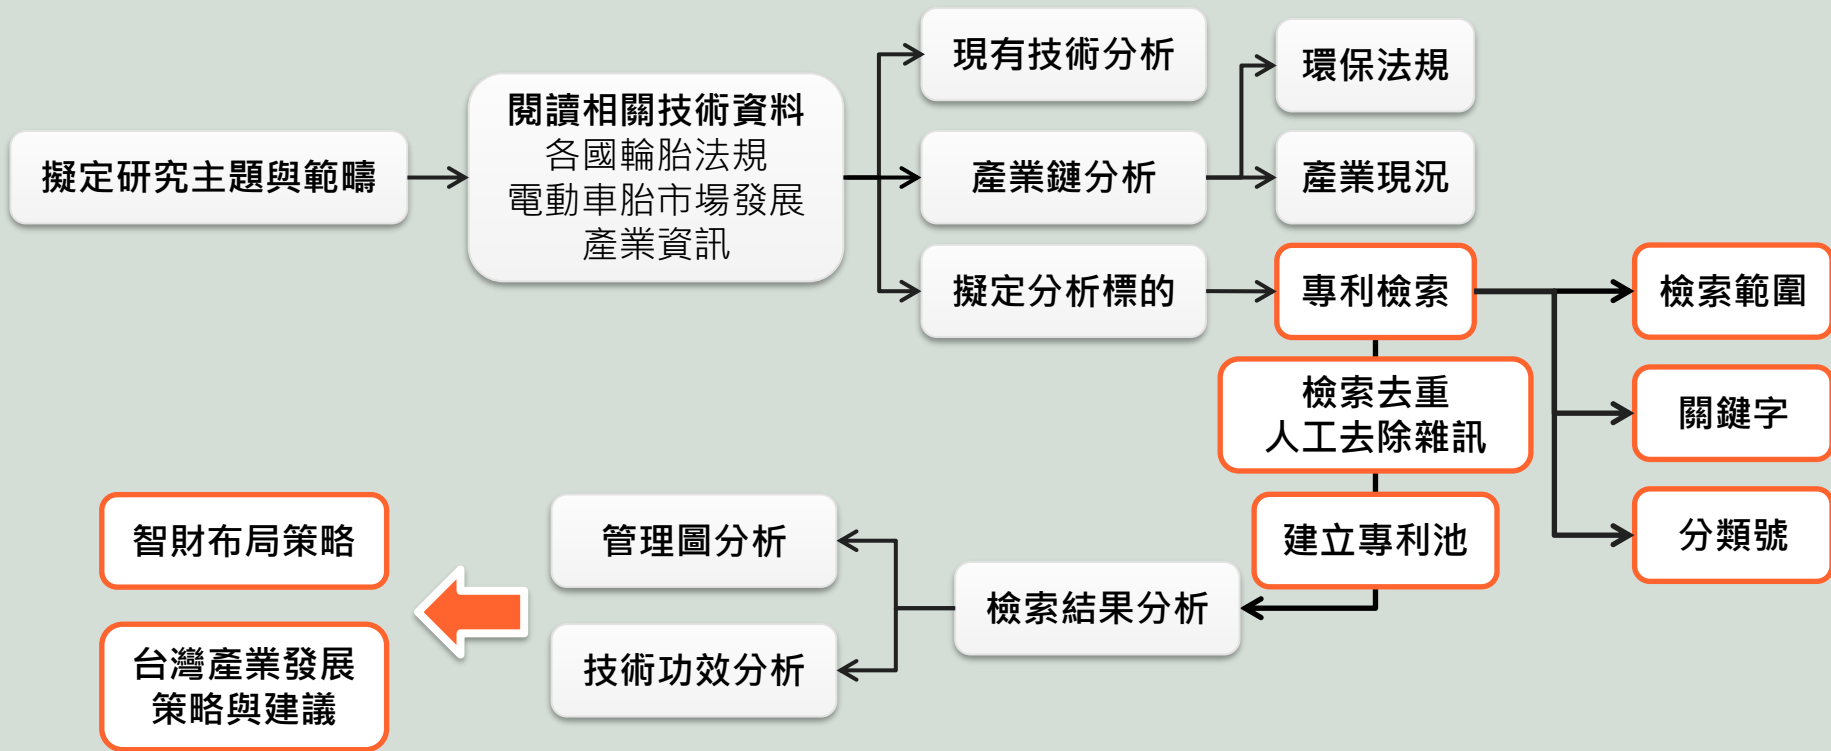 擬定研究主題與範疇
閱讀相關技術資料
各國輪胎法規
電動車胎市場發展
產業資訊
現有技術分析
產業鏈分析
擬定分析標的
環保法規
產業現況
專利檢索
檢索範圍
關鍵字
分類號
檢索去重
人工去除雜訊
建立專利池
檢索結果分析
管理圖分析
技術功效分析
智財布局策略
台灣產業發展
策略與建議